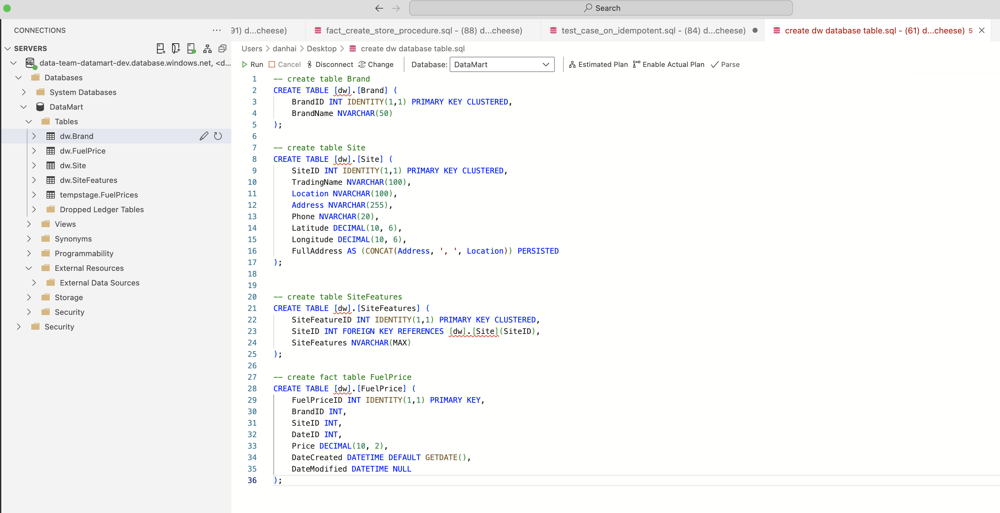 Search
CONNECTIONS
SERVERS
data-team-datamart-dev.database.windows.net, <d...
Databases
System Databases
DataMart
Tables
dw.Brand
dw.FuelPrice
dw.Site
dw.SiteFeatures
tempstage.FuelPrices
Dropped Ledger Tables
Views
Synonyms
Programmability
External Resources
External Data Sources
Storage
Security
Security
91) d...cheese)
fact_create_store_procedure.sql - (88) d...cheese)
test_case_on_idempotent.sql - (84) d...cheese)
create dw database table.sql - (61) d...cheese) 5
Users > danhai > Desktop > create dw database table.sql
Run Cancel Disconnect Change Database: DataMart Estimated Plan Enable Actual Plan Parse
1 -- create table Brand
2 CREATE TABLE [dw].[Brand] (
3 BrandID INT IDENTITY(1,1) PRIMARY KEY CLUSTERED,
4 BrandName NVARCHAR(50)
5 );
6
7 -- create table Site
8 CREATE TABLE [dw].[Site] (
9 SiteID INT IDENTITY(1,1) PRIMARY KEY CLUSTERED,
10 TradingName NVARCHAR(100),
11 Location NVARCHAR(100),
12 Address NVARCHAR(255),
13 Phone NVARCHAR(20),
14 Latitude DECIMAL(10, 6),
15 Longitude DECIMAL(10, 6),
16 FullAddress AS (CONCAT(Address, ', ', Location)) PERSISTED
17 );
18
19
20 -- create table SiteFeatures
21 CREATE TABLE [dw].[SiteFeatures] (
22 SiteFeatureID INT IDENTITY(1,1) PRIMARY KEY CLUSTERED,
23 SiteID INT FOREIGN KEY REFERENCES [dw].[Site](SiteID),
24 SiteFeatures NVARCHAR(MAX)
25 );
26
27 -- create fact table FuelPrice
28 CREATE TABLE [dw].[FuelPrice] (
29 FuelPriceID INT IDENTITY(1,1) PRIMARY KEY,
30 BrandID INT,
31 SiteID INT,
32 DateID INT,
33 Price DECIMAL(10, 2),
34 DateCreated DATETIME DEFAULT GETDATE(),
35 DateModified DATETIME NULL
36 );